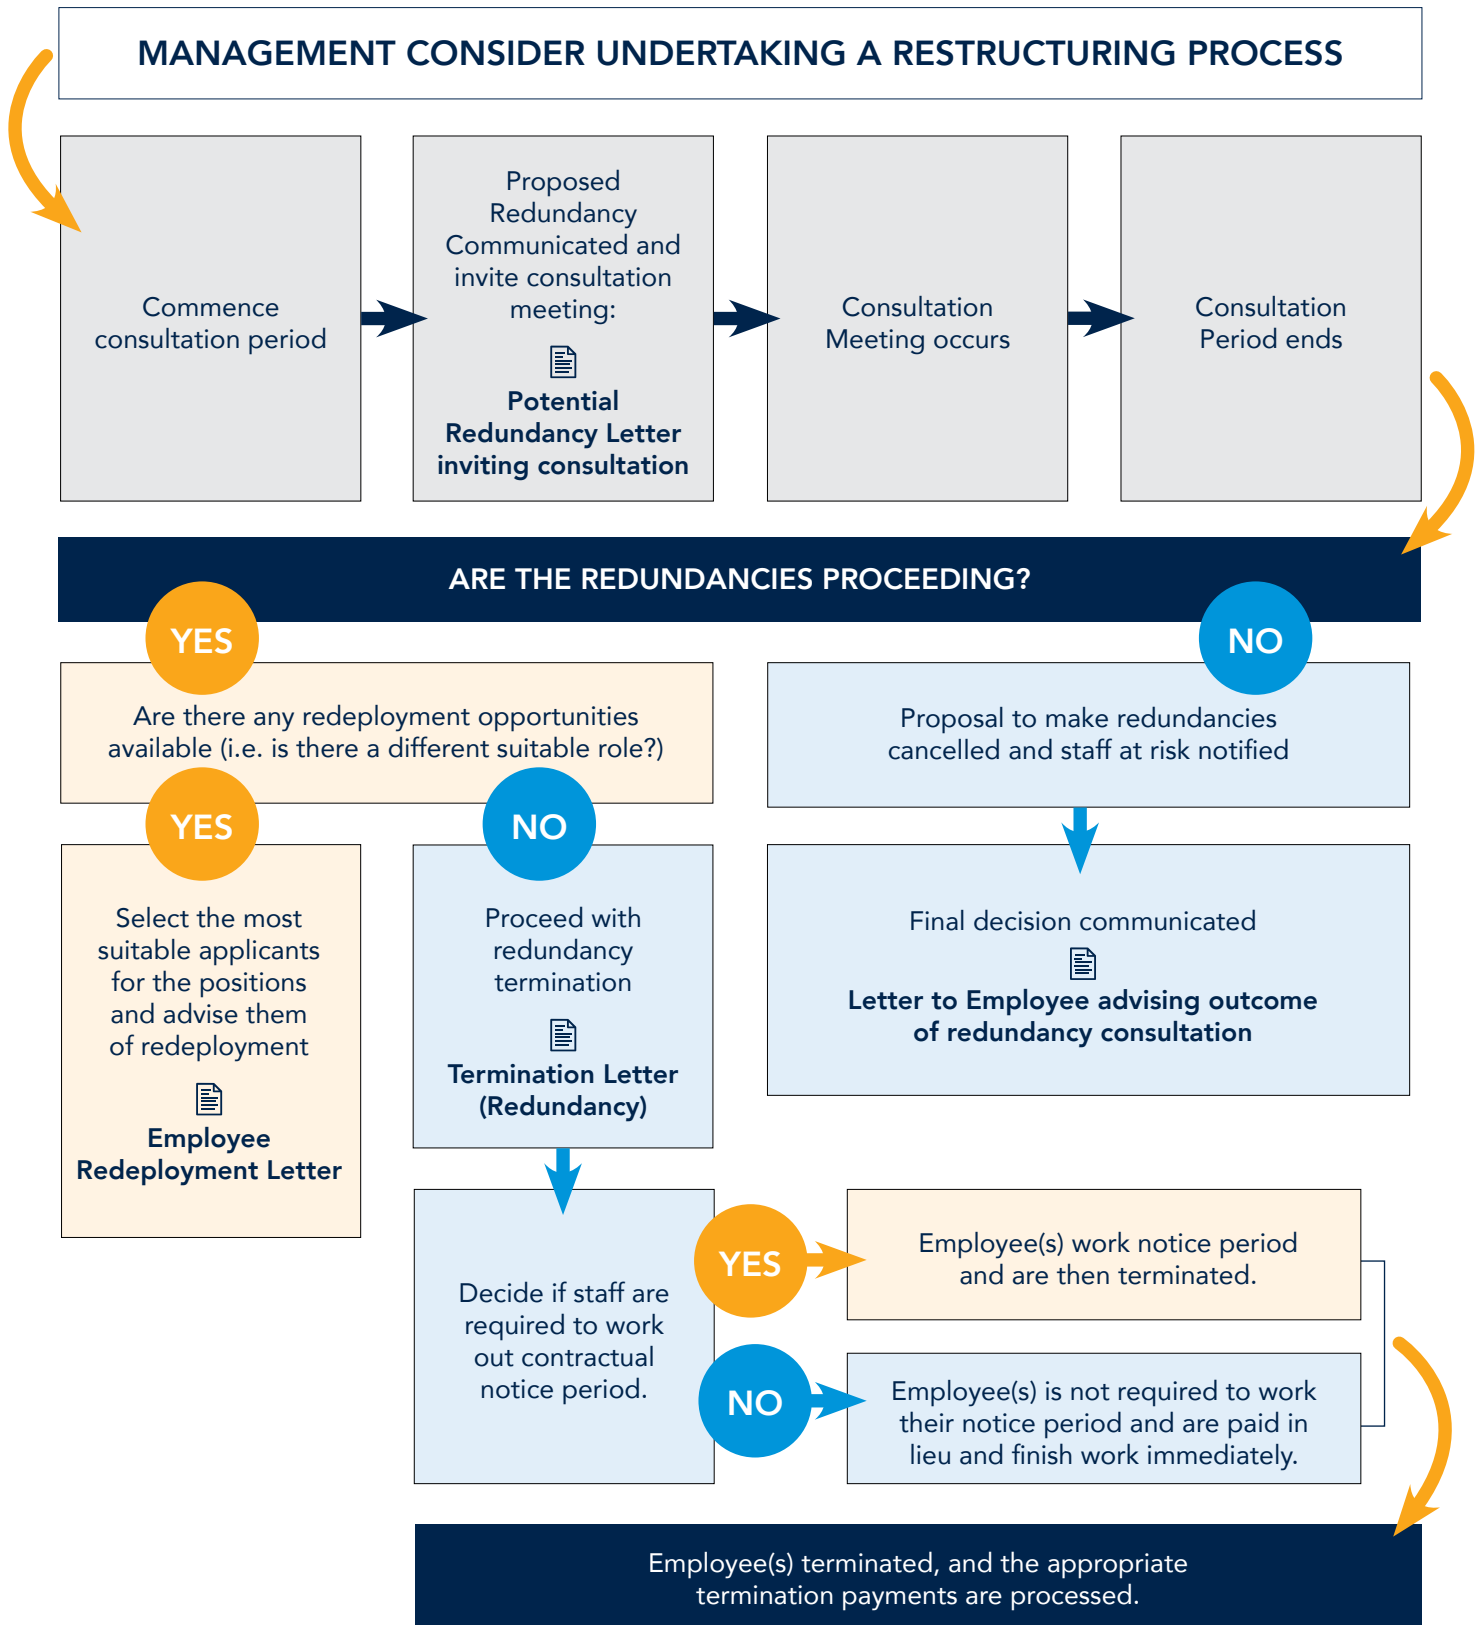 MANAGEMENT CONSIDER UNDERTAKING A RESTRUCTURING PROCESS
Commence
consultation period
Proposed
Redundancy
Communicated and
invite consultation
meeting:
Potential
Redundancy Letter
inviting consultation
Consultation
Meeting occurs
Consultation
Period ends
ARE THE REDUNDANCIES PROCEEDING?
YES
Are there any redeployment opportunities
available (i.e. is there a different suitable role?)
NO
Proposal to make redundancies
cancelled and staff at risk notified
YES
Select the most
suitable applicants
for the positions
and advise them
of redeployment
Employee
Redeployment Letter
NO
Proceed with
redundancy
termination
Termination Letter
(Redundancy)
Final decision communicated
Letter to Employee advising outcome
of redundancy consultation
Decide if staff are
required to work
out contractual
notice period.
YES
Employee(s) work notice period
and are then terminated.
NO
Employee(s) is not required to work
their notice period and are paid in
lieu and finish work immediately.
Employee(s) terminated, and the appropriate
termination payments are processed.